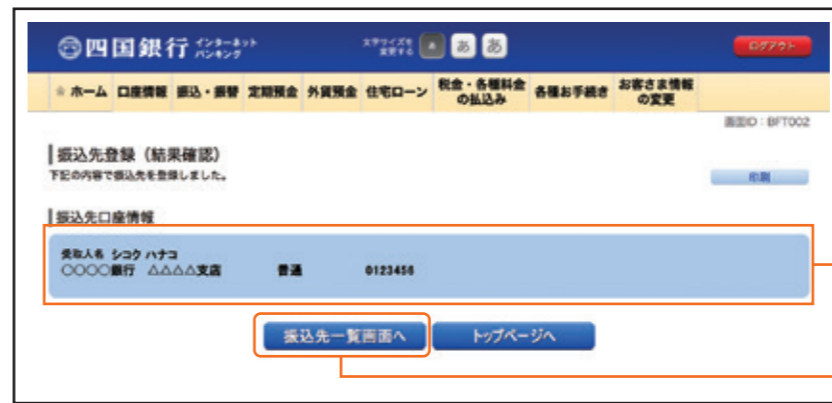 四国銀行 インターネットバンキング
文字サイズを変更する あ あ あ
ログアウト
ホーム 口座情報 振込・振替 定期預金 外貨預金 住宅ローン 税金・各種料金の払込み 各種お手続き お客さま情報の変更
画面ID:BFT002
振込先登録（結果確認）
下記の内容で振込先を登録しました。
印刷
振込先口座情報
受取人名 シコク ハナコ
○○○○銀行 △△△△支店 普通 0123456
振込先一覧画面へ トップページへ